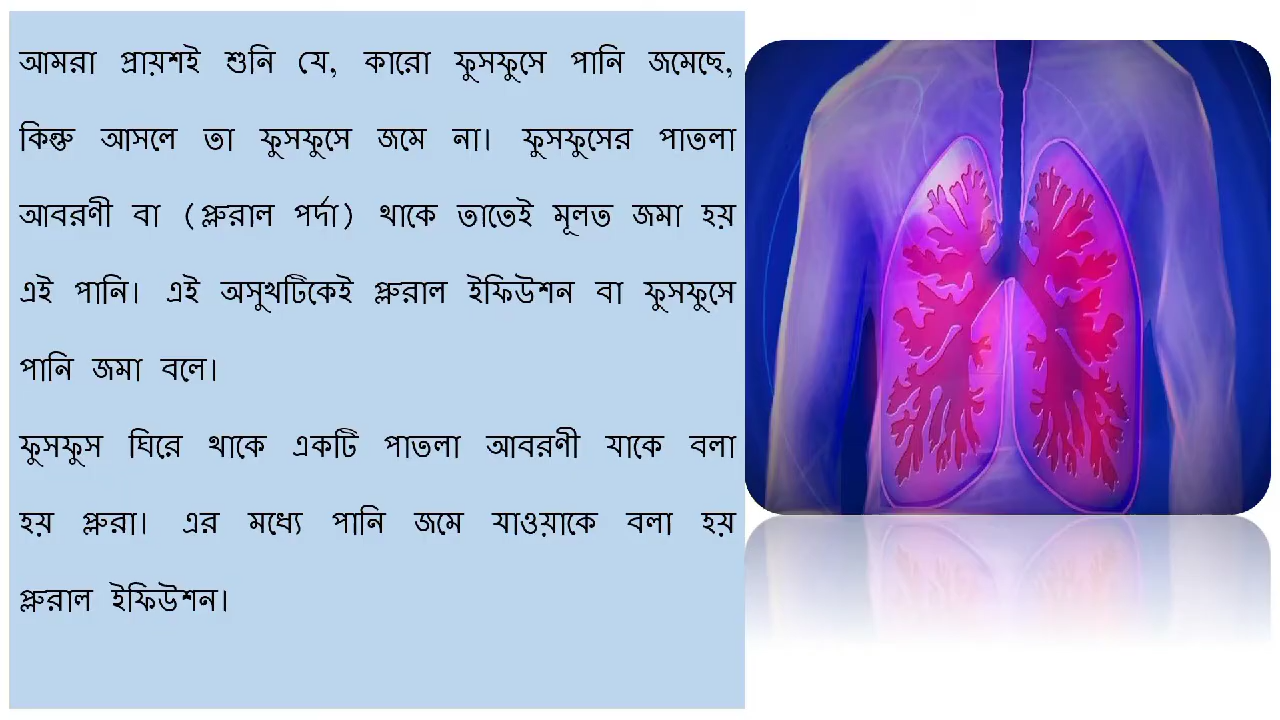 আমরা প্রায়শই শুনি যে, কারো ফুসফুসে পানি জমেছে,
কিন্তু আসলে তা ফুসফুসে জমে না। ফুসফুসের পাতলা
আবরণী বা (প্লুরাল পর্দা) থাকে তাতেই মূলত জমা হয়
এই পানি। এই অসুখটিকেই প্লুরাল ইফিউশন বা ফুসফুসে
পানি জমা বলে।
ফুসফুস ঘিরে থাকে একটি পাতলা আবরণী যাকে বলা
হয় প্লুরা। এর মধ্যে পানি জমে যাওয়াকে বলা হয়
প্লুরাল ইফিউশন।